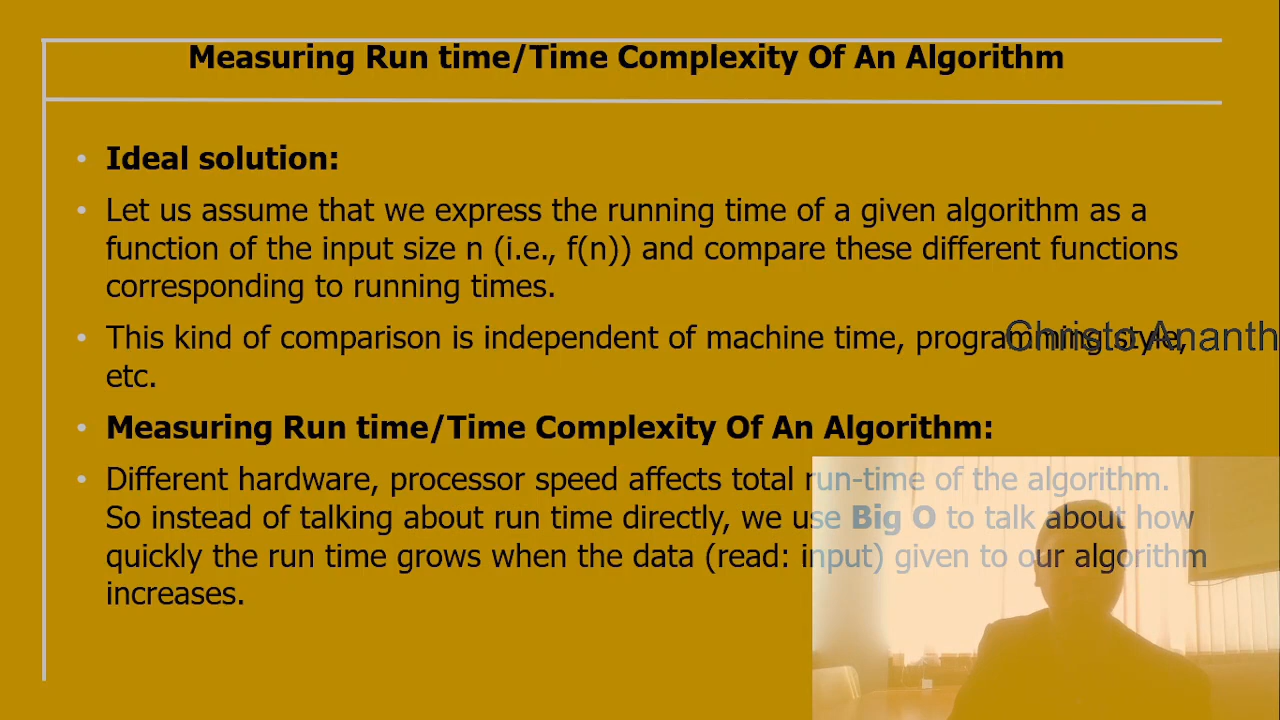 Measuring Run time/Time Complexity Of An Algorithm
• Ideal solution:
• Let us assume that we express the running time of a given algorithm as a
function of the input size n (i.e., f(n)) and compare these different functions
corresponding to running times.
• This kind of comparison is independent of machine time, programming style,
etc.
Christo Ananth
• Measuring Run time/Time Complexity Of An Algorithm:
• Different hardware, processor speed affects total run-time of the algorithm.
So instead of talking about run time directly, we use Big O to talk about how
quickly the run time grows when the data (read: input) given to our algorithm
increases.